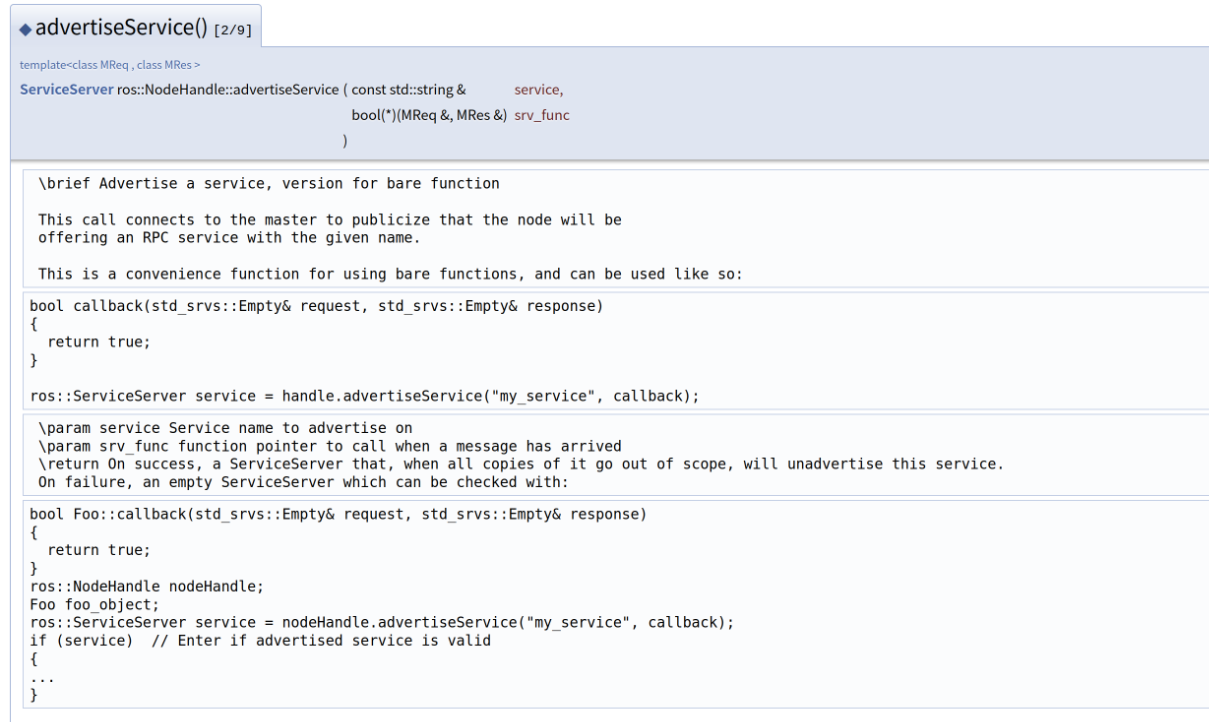 ◆ advertiseService() [2/9]
template<class MReq , class MRes >
ServiceServer ros::NodeHandle::advertiseService ( const std::string & service,
bool(*)(MReq &, MRes &) srv_func
)
\brief Advertise a service, version for bare function
This call connects to the master to publicize that the node will be
offering an RPC service with the given name.
This is a convenience function for using bare functions, and can be used like so:
bool callback(std_srvs::Empty& request, std_srvs::Empty& response)
{
  return true;
}
ros::ServiceServer service = handle.advertiseService("my_service", callback);
\param service Service name to advertise on
\param srv_func function pointer to call when a message has arrived
\return On success, a ServiceServer that, when all copies of it go out of scope, will unadvertise this service.
On failure, an empty ServiceServer which can be checked with:
bool Foo::callback(std_srvs::Empty& request, std_srvs::Empty& response)
{
  return true;
}
ros::NodeHandle nodeHandle;
Foo foo_object;
ros::ServiceServer service = nodeHandle.advertiseService("my_service", callback);
if (service)  // Enter if advertised service is valid
{
...
}